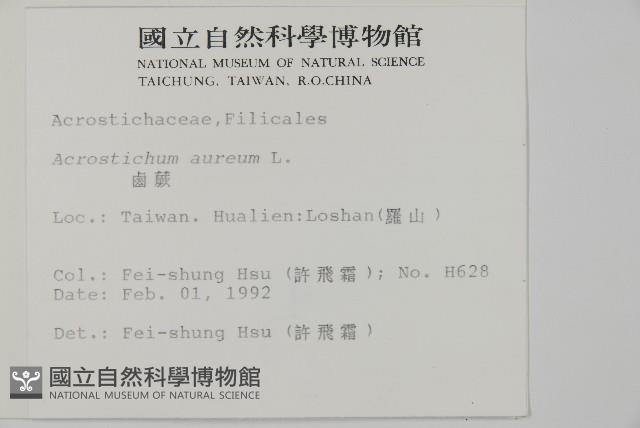 國立自然科學博物館
NATIONAL MUSEUM OF NATURAL SCIENCE
TAICHUNG, TAIWAN, R.O.CHINA
Acrostichaceae,Filicales
Acrostichum aureum L.
鹵蕨
Loc.: Taiwan. Hualien:Loshan(羅山)
Col.: Fei-shung Hsu (許飛霜); No. H628
Date: Feb. 01, 1992
Det.: Fei-shung Hsu (許飛霜)
國立自然科學博物館
NATIONAL MUSEUM OF NATURAL SCIENCE